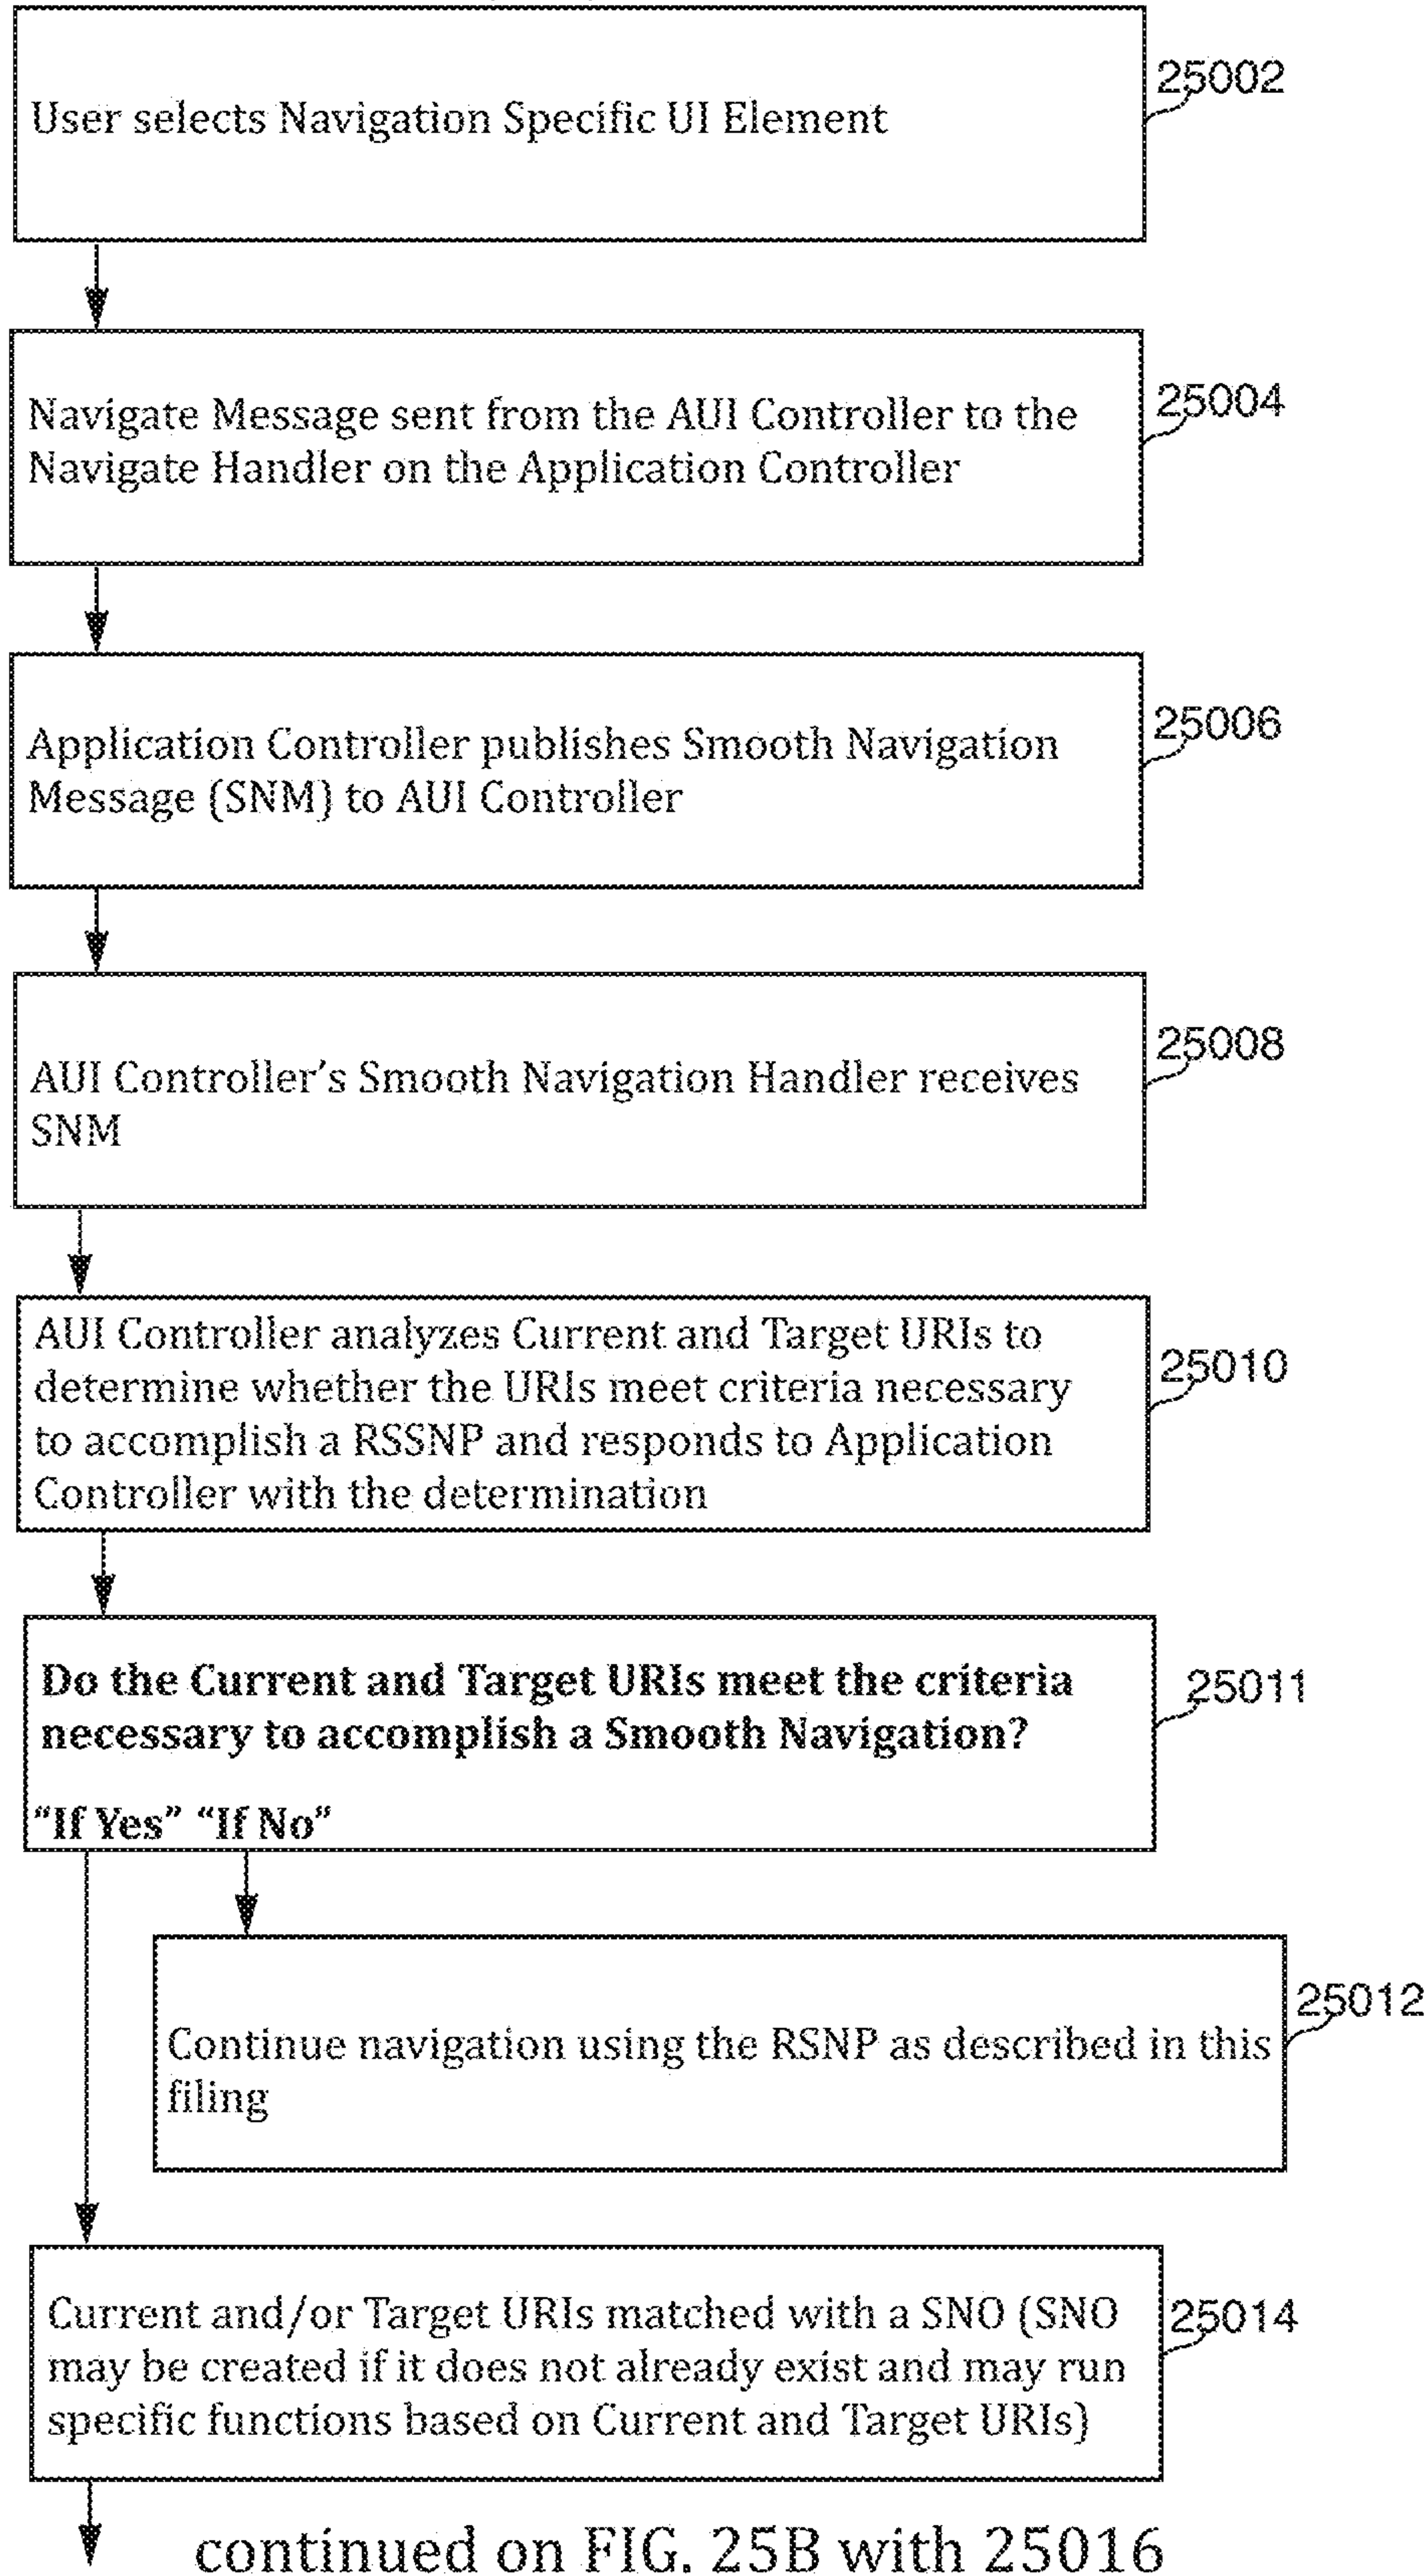 User selects Navigation Specific UI Element
25002
Navigate Message sent from the AUI Controller to the
Navigate Handler on the Application Controller
25004
Application Controller publishes Smooth Navigation
Message (SNM) to AUI Controller
25006
AUI Controller's Smooth Navigation Handler receives
SNM
25008
AUI Controller analyzes Current and Target URIs to
determine whether the URIs meet criteria necessary
to accomplish a RSSNP and responds to Application
Controller with the determination
25010
Do the Current and Target URIs meet the criteria
necessary to accomplish a Smooth Navigation?
“If Yes” “If No”
25011
Continue navigation using the RSNP as described in this
filing
25012
Current and/or Target URIs matched with a SNO (SNO
may be created if it does not already exist and may run
specific functions based on Current and Target URIs)
25014
continued on FIG. 25B with 25016